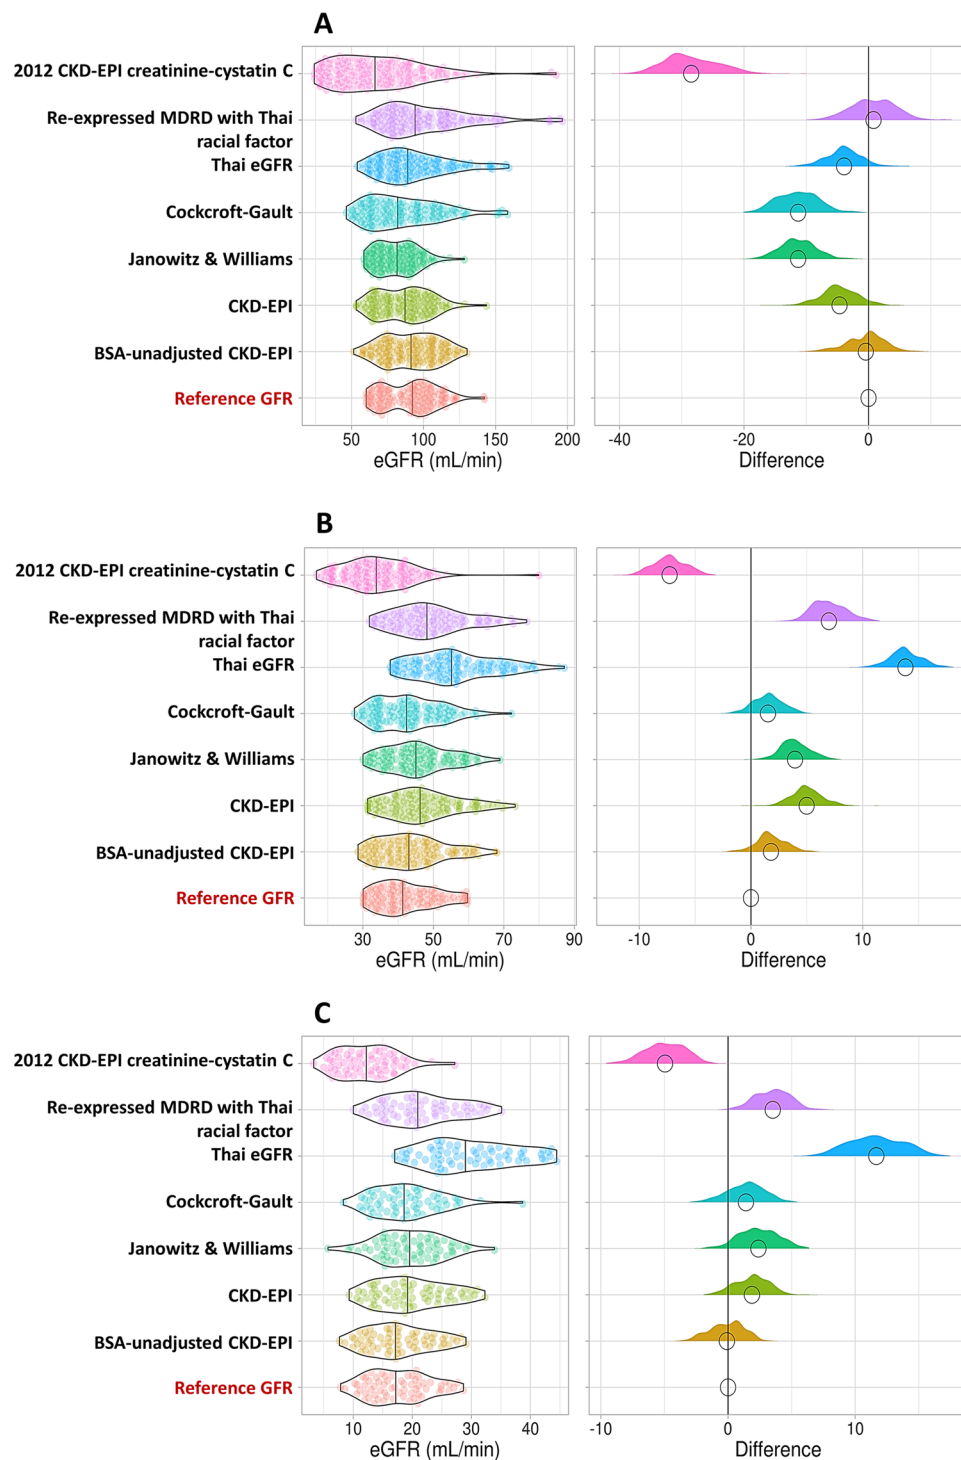 A
2012 CKD-EPI creatinine-cystatin C
Re-expressed MDRD with Thai
racial factor
Thai eGFR
Cockcroft-Gault
Janowitz & Williams
CKD-EPI
BSA-unadjusted CKD-EPI
Reference GFR
50 100 150 200
eGFR (mL/min)
-40 -20 0
Difference
B
2012 CKD-EPI creatinine-cystatin C
Re-expressed MDRD with Thai
racial factor
Thai eGFR
Cockcroft-Gault
Janowitz & Williams
CKD-EPI
BSA-unadjusted CKD-EPI
Reference GFR
30 50 70 90
eGFR (mL/min)
-10 0 10
Difference
C
2012 CKD-EPI creatinine-cystatin C
Re-expressed MDRD with Thai
racial factor
Thai eGFR
Cockcroft-Gault
Janowitz & Williams
CKD-EPI
BSA-unadjusted CKD-EPI
Reference GFR
10 20 30 40
eGFR (mL/min)
-10 0 10
Difference